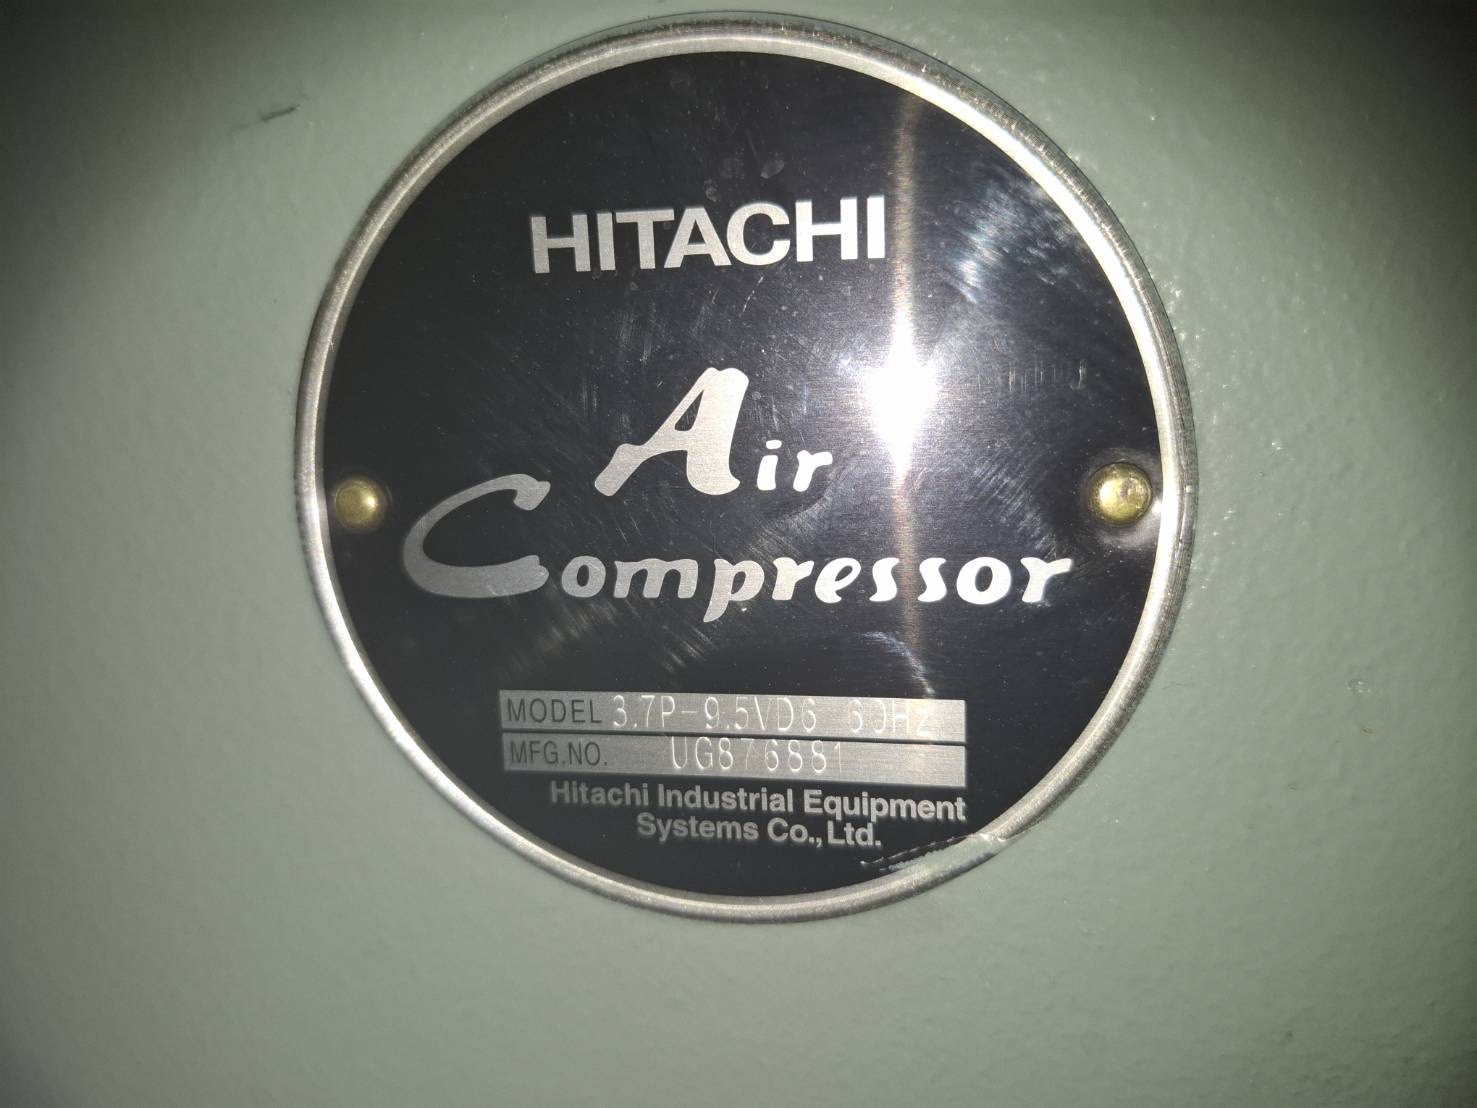 HITACHI
Air
Compressor
MODEL 3.7P-9.5VD6 60HZ
MFG.NO. UG876881
Hitachi Industrial Equipment
Systems Co., Ltd.